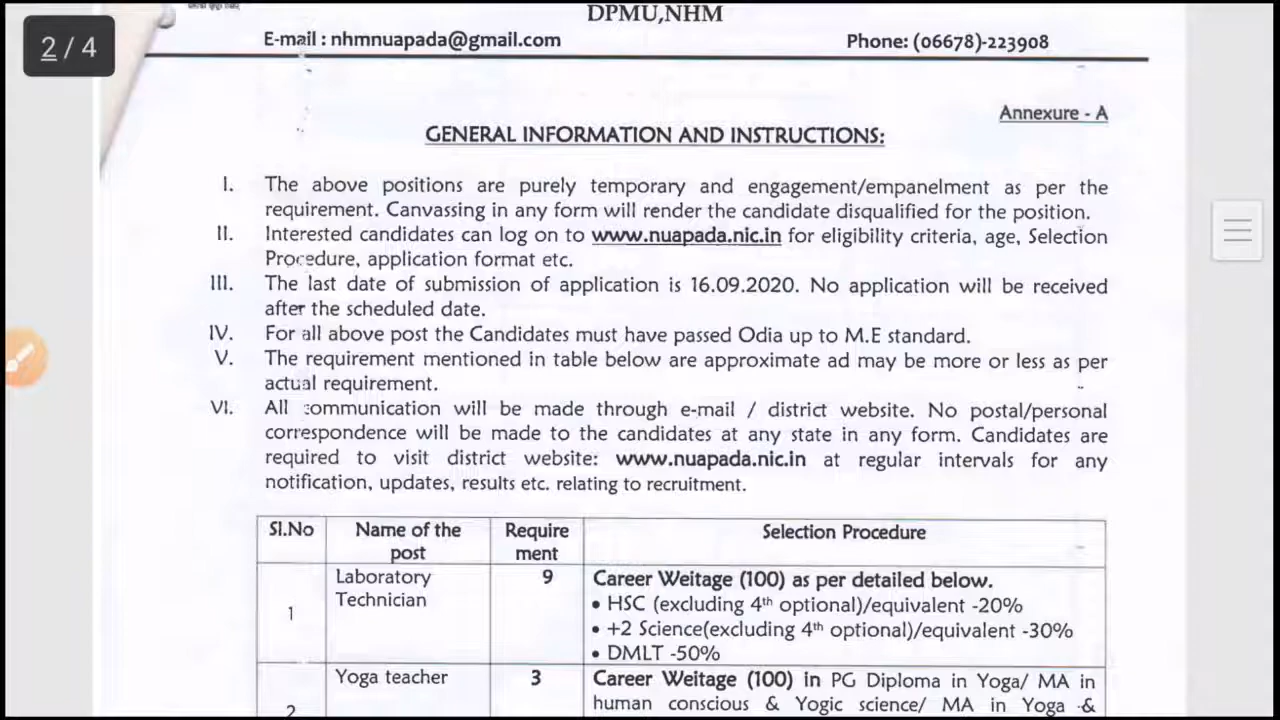 DPMU,NHM
2 / 4
E-mail : nhmnuapada@gmail.com Phone: (06678)-223908
Annexure - A
GENERAL INFORMATION AND INSTRUCTIONS:
I. The above positions are purely temporary and engagement/empanelment as per the
requirement. Canvassing in any form will render the candidate disqualified for the position.
II. Interested candidates can log on to www.nuapada.nic.in for eligibility criteria, age, Selection
Procedure, application format etc.
III. The last date of submission of application is 16.09.2020. No application will be received
after the scheduled date.
IV. For all above post the Candidates must have passed Odia up to M.E standard.
V. The requirement mentioned in table below are approximate ad may be more or less as per
actual requirement.
VI. All communication will be made through e-mail / district website. No postal/personal
correspondence will be made to the candidates at any state in any form. Candidates are
required to visit district website: www.nuapada.nic.in at regular intervals for any
notification, updates, results etc. relating to recruitment.
Sl.No Name of the post Require ment Selection Procedure
1 Laboratory Technician 9 Career Weitage (100) as per detailed below.
• HSC (excluding 4th optional)/equivalent -20%
• +2 Science(excluding 4th optional)/equivalent -30%
• DMLT -50%
2 Yoga teacher 3 Career Weitage (100) in PG Diploma in Yoga/ MA in
human conscious & Yogic science/ MA in Yoga &